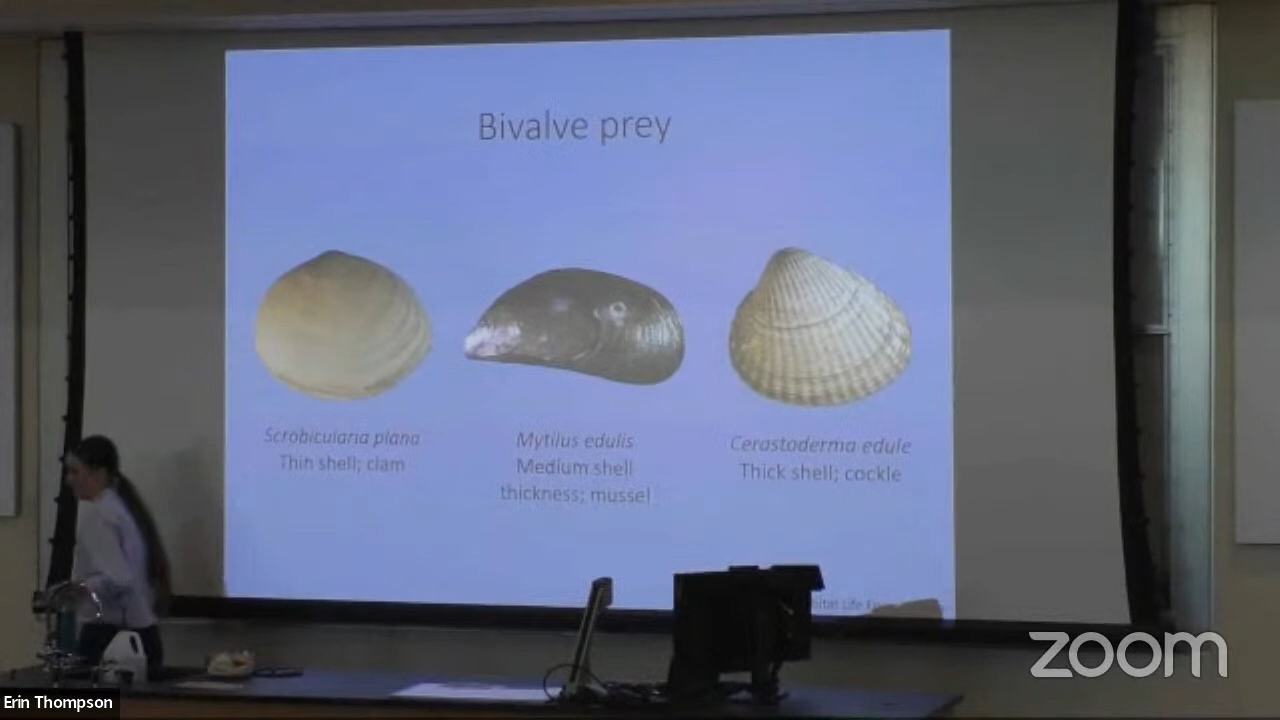 Bivalve prey
Scrobicularia plana
Thin shell; clam
Mytilus edulis
Medium shell
thickness; mussel
Cerastoderma edule
Thick shell; cockle
zoom
Erin Thompson